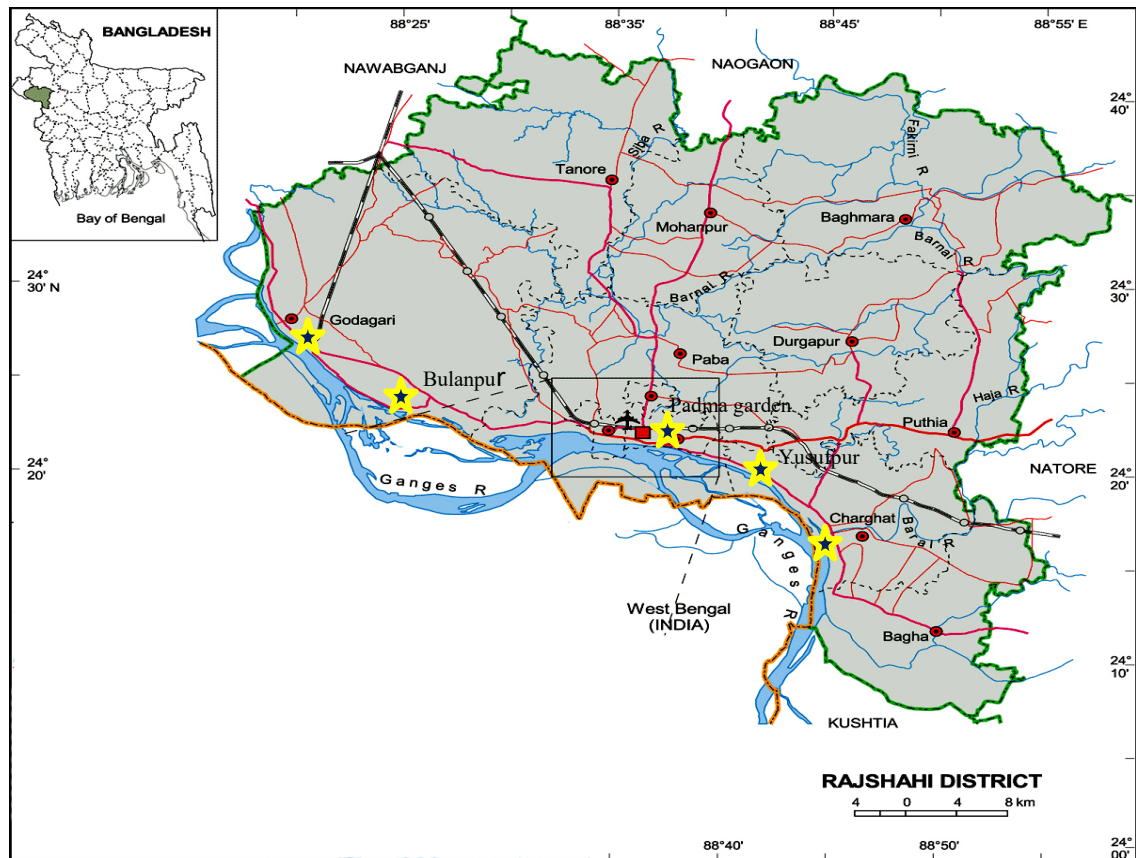 BANGLADESH
Bay of Bengal
88°25'
88°35'
88°45'
88°55' E
NAWABGANJ
NAOGAON
24°
40'
Siba R
Fakirni R
Tanore
Mohanpur
Baghmara
Barnal R
Barnal R
24°
30' N
24°
30'
Godagari
Durgapur
Paba
Bulanpur
Haja R
Padma garden
Puthia
24°
20'
Yusufpur
NATORE
24°
20'
Ganges R
Charghat
Baral R
Ganges R
West Bengal
(INDIA)
Bagha
24°
10'
KUSHTIA
RAJSHAHI DISTRICT
4 0 4 8 km
88°40'
88°50'
24°
00'